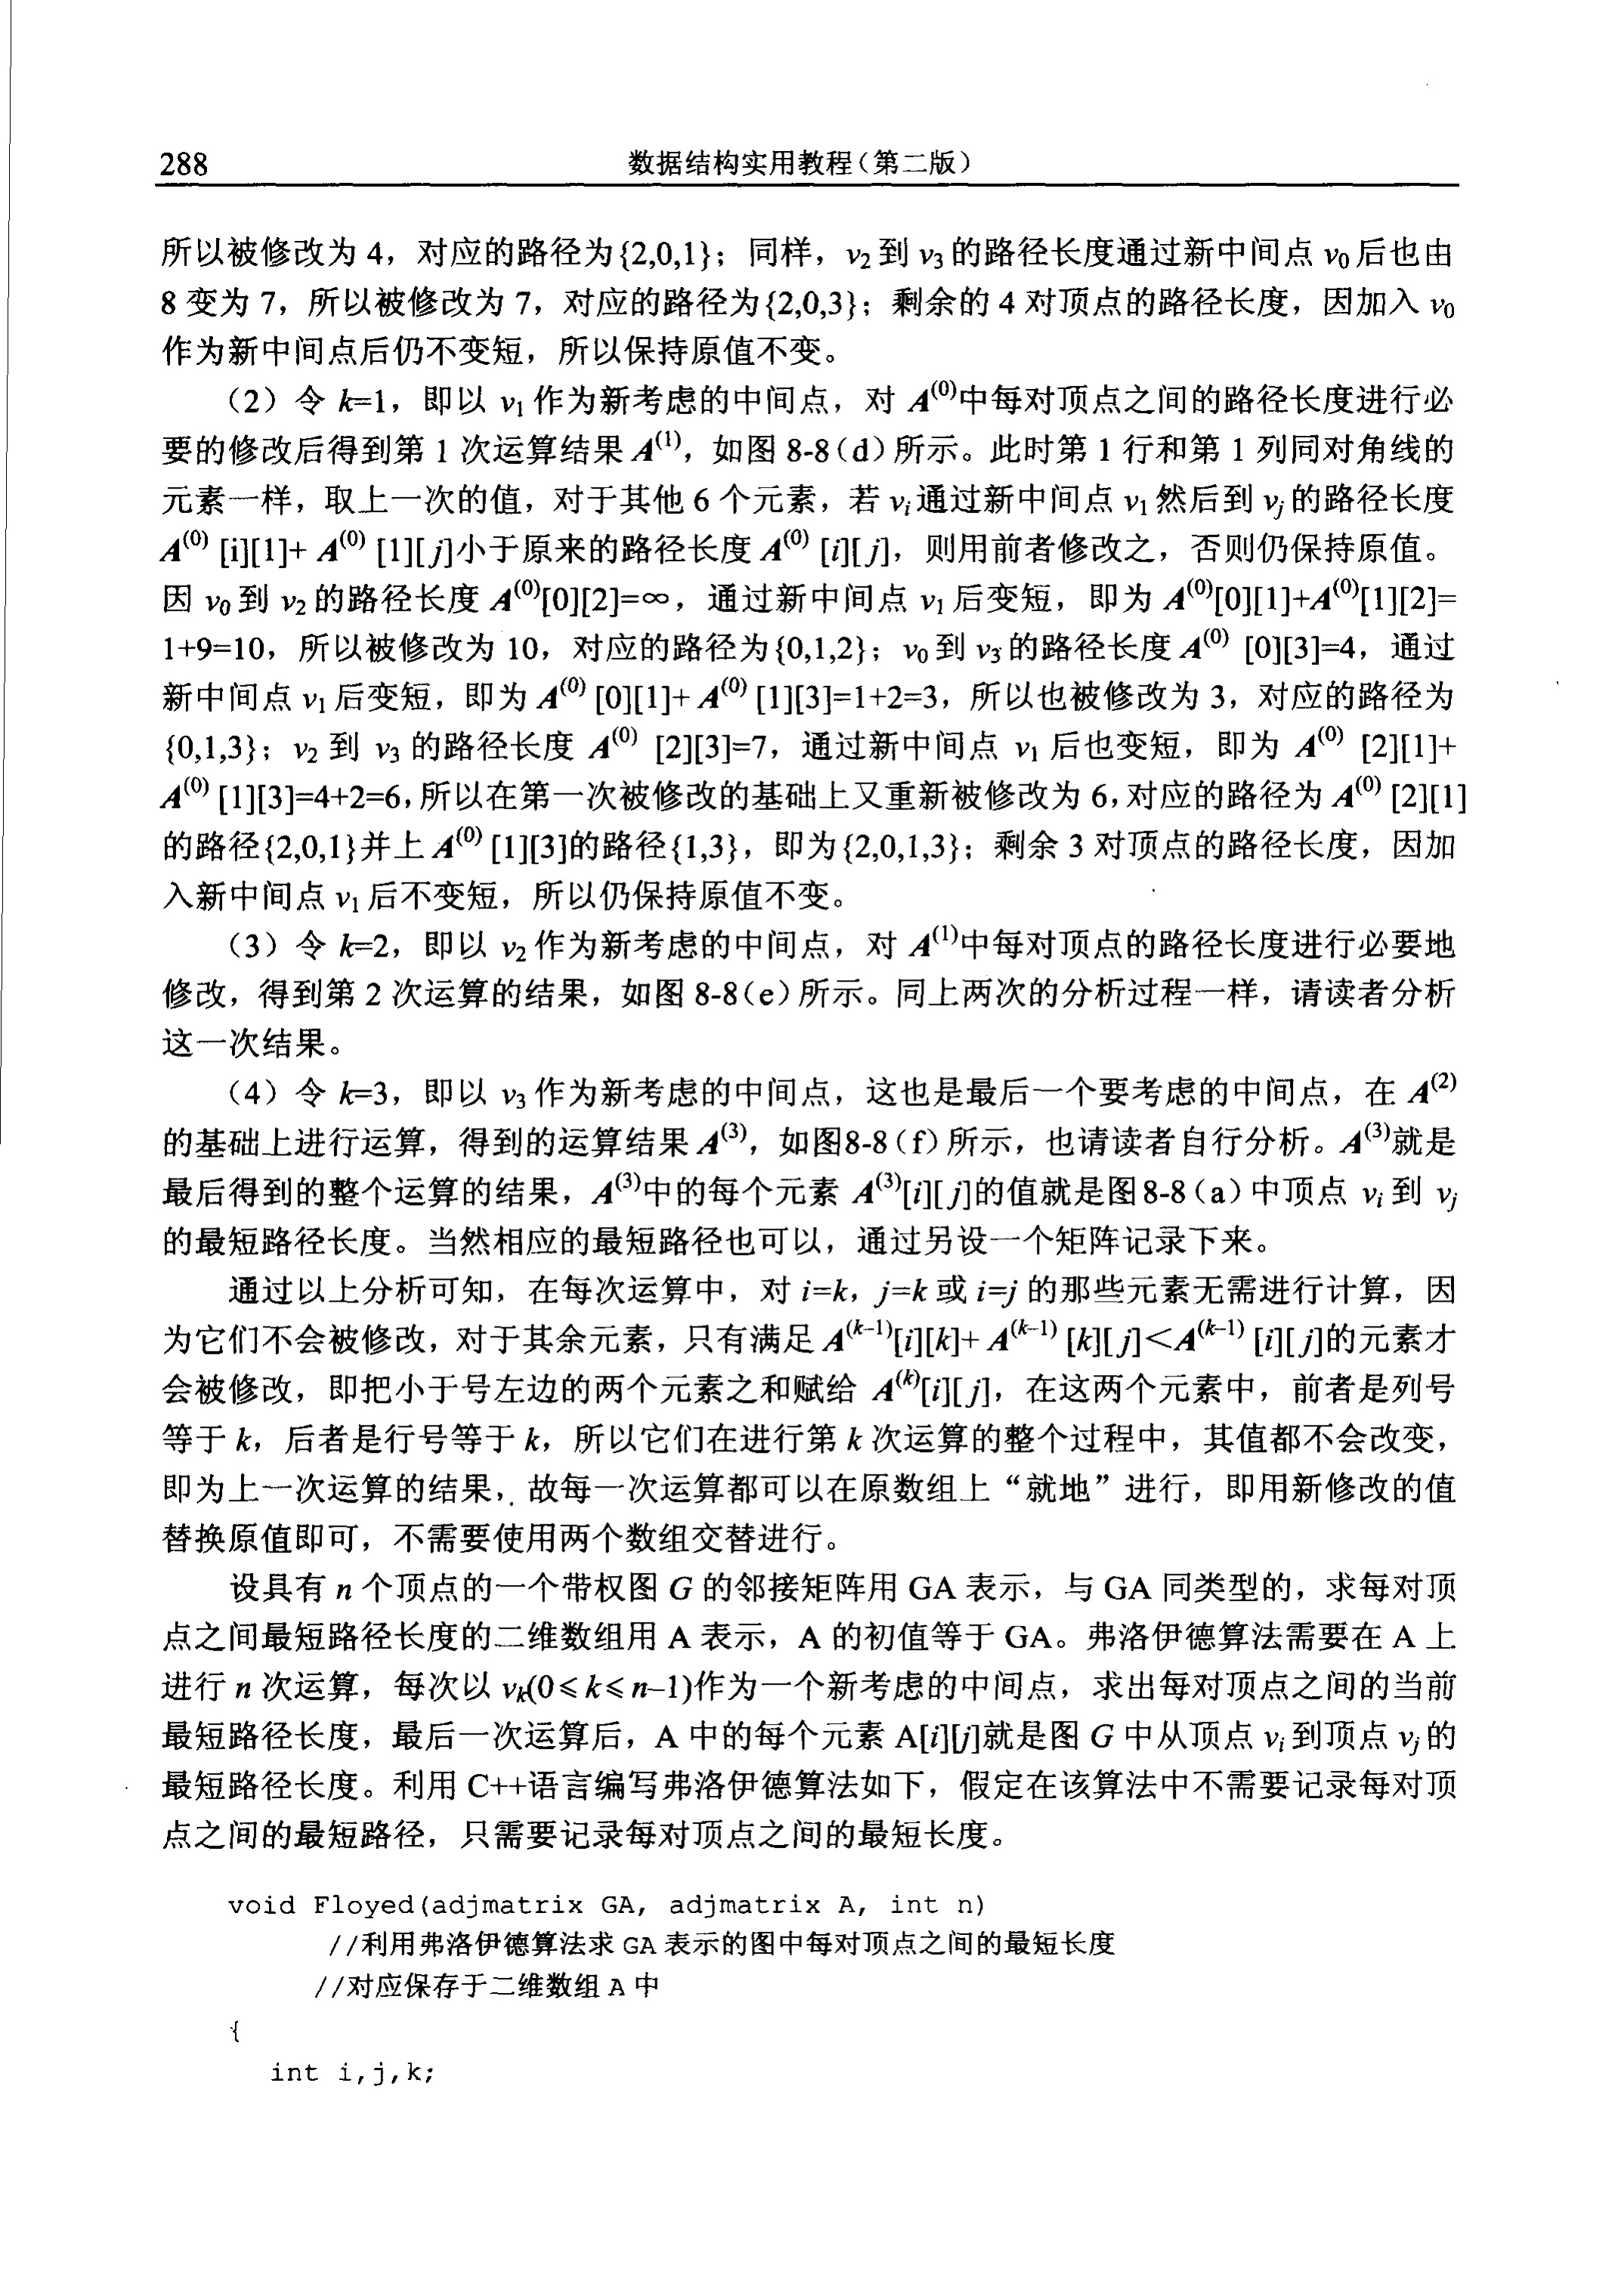 288 数据结构实用教程（第二版）
所以被修改为 4，对应的路径为{2,0,1}；同样，v₂到 v₃的路径长度通过新中间点 v₀后也由
8 变为 7，所以被修改为 7，对应的路径为{2,0,3}；剩余的 4 对顶点的路径长度，因加入 v₀
作为新中间点后仍不变短，所以保持原值不变。
（2）令 k=1，即以 v₁作为新考虑的中间点，对 A⁽⁰⁾中每对顶点之间的路径长度进行必
要的修改后得到第 1 次运算结果 A⁽¹⁾，如图 8-8（d）所示。此时第 1 行和第 1 列同对角线的
元素一样，取上一次的值，对于其他 6 个元素，若 vᵢ通过新中间点 v₁然后到 vⱼ的路径长度
A⁽⁰⁾ [i][1]+ A⁽⁰⁾ [1][j]小于原来的路径长度 A⁽⁰⁾ [i][j]，则用前者修改之，否则仍保持原值。
因 v₀到 v₂的路径长度 A⁽⁰⁾[0][2]=∞，通过新中间点 v₁后变短，即为 A⁽⁰⁾[0][1]+A⁽⁰⁾[1][2]=
1+9=10，所以被修改为 10，对应的路径为{0,1,2}；v₀到 v₃的路径长度 A⁽⁰⁾ [0][3]=4，通过
新中间点 v₁后变短，即为 A⁽⁰⁾ [0][1]+ A⁽⁰⁾ [1][3]=1+2=3，所以也被修改为 3，对应的路径为
{0,1,3}；v₂到 v₃的路径长度 A⁽⁰⁾ [2][3]=7，通过新中间点 v₁后也变短，即为 A⁽⁰⁾ [2][1]+
A⁽⁰⁾ [1][3]=4+2=6，所以在第一次被修改的基础上又重新被修改为 6，对应的路径为 A⁽⁰⁾ [2][1]
的路径{2,0,1}并上 A⁽⁰⁾ [1][3]的路径{1,3}，即为{2,0,1,3}；剩余 3 对顶点的路径长度，因加
入新中间点 v₁后不变短，所以仍保持原值不变。
（3）令 k=2，即以 v₂作为新考虑的中间点，对 A⁽¹⁾中每对顶点的路径长度进行必要地
修改，得到第 2 次运算的结果，如图 8-8（e）所示。同上两次的分析过程一样，请读者分析
这一次结果。
（4）令 k=3，即以 v₃作为新考虑的中间点，这也是最后一个要考虑的中间点，在 A⁽²⁾
的基础上进行运算，得到的运算结果 A⁽³⁾，如图8-8（f）所示，也请读者自行分析。A⁽³⁾就是
最后得到的整个运算的结果，A⁽³⁾中的每个元素 A⁽³⁾[i][j]的值就是图8-8（a）中顶点 vᵢ到 vⱼ
的最短路径长度。当然相应的最短路径也可以，通过另设一个矩阵记录下来。
通过以上分析可知，在每次运算中，对 i=k，j=k 或 i=j 的那些元素无需进行计算，因
为它们不会被修改，对于其余元素，只有满足 A⁽ᵏ⁻¹⁾[i][k]+ A⁽ᵏ⁻¹⁾ [k][j]<A⁽ᵏ⁻¹⁾ [i][j]的元素才
会被修改，即把小于号左边的两个元素之和赋给 A⁽ᵏ⁾[i][j]，在这两个元素中，前者是列号
等于 k，后者是行号等于 k，所以它们在进行第 k 次运算的整个过程中，其值都不会改变，
即为上一次运算的结果，故每一次运算都可以在原数组上“就地”进行，即用新修改的值
替换原值即可，不需要使用两个数组交替进行。
设具有 n 个顶点的一个带权图 G 的邻接矩阵用 GA 表示，与 GA 同类型的，求每对顶
点之间最短路径长度的二维数组用 A 表示，A 的初值等于 GA。弗洛伊德算法需要在 A 上
进行 n 次运算，每次以 vₖ(0≤k≤n–1)作为一个新考虑的中间点，求出每对顶点之间的当前
最短路径长度，最后一次运算后，A 中的每个元素 A[i][j]就是图 G 中从顶点 vᵢ到顶点 vⱼ的
最短路径长度。利用 C++语言编写弗洛伊德算法如下，假定在该算法中不需要记录每对顶
点之间的最短路径，只需要记录每对顶点之间的最短长度。
void Floyed(adjmatrix GA, adjmatrix A, int n)
//利用弗洛伊德算法求 GA 表示的图中每对顶点之间的最短长度
//对应保存于二维数组 A 中
{
int i,j,k;